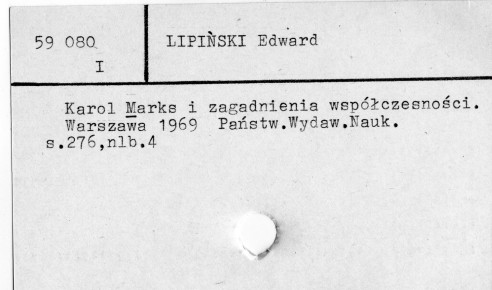 59 080 LIPIŃSKI Edward
I
Karol Marks i zagadnienia współczesności.
Warszawa 1969 Państw.Wydaw.Nauk.
s.276,nlb.4